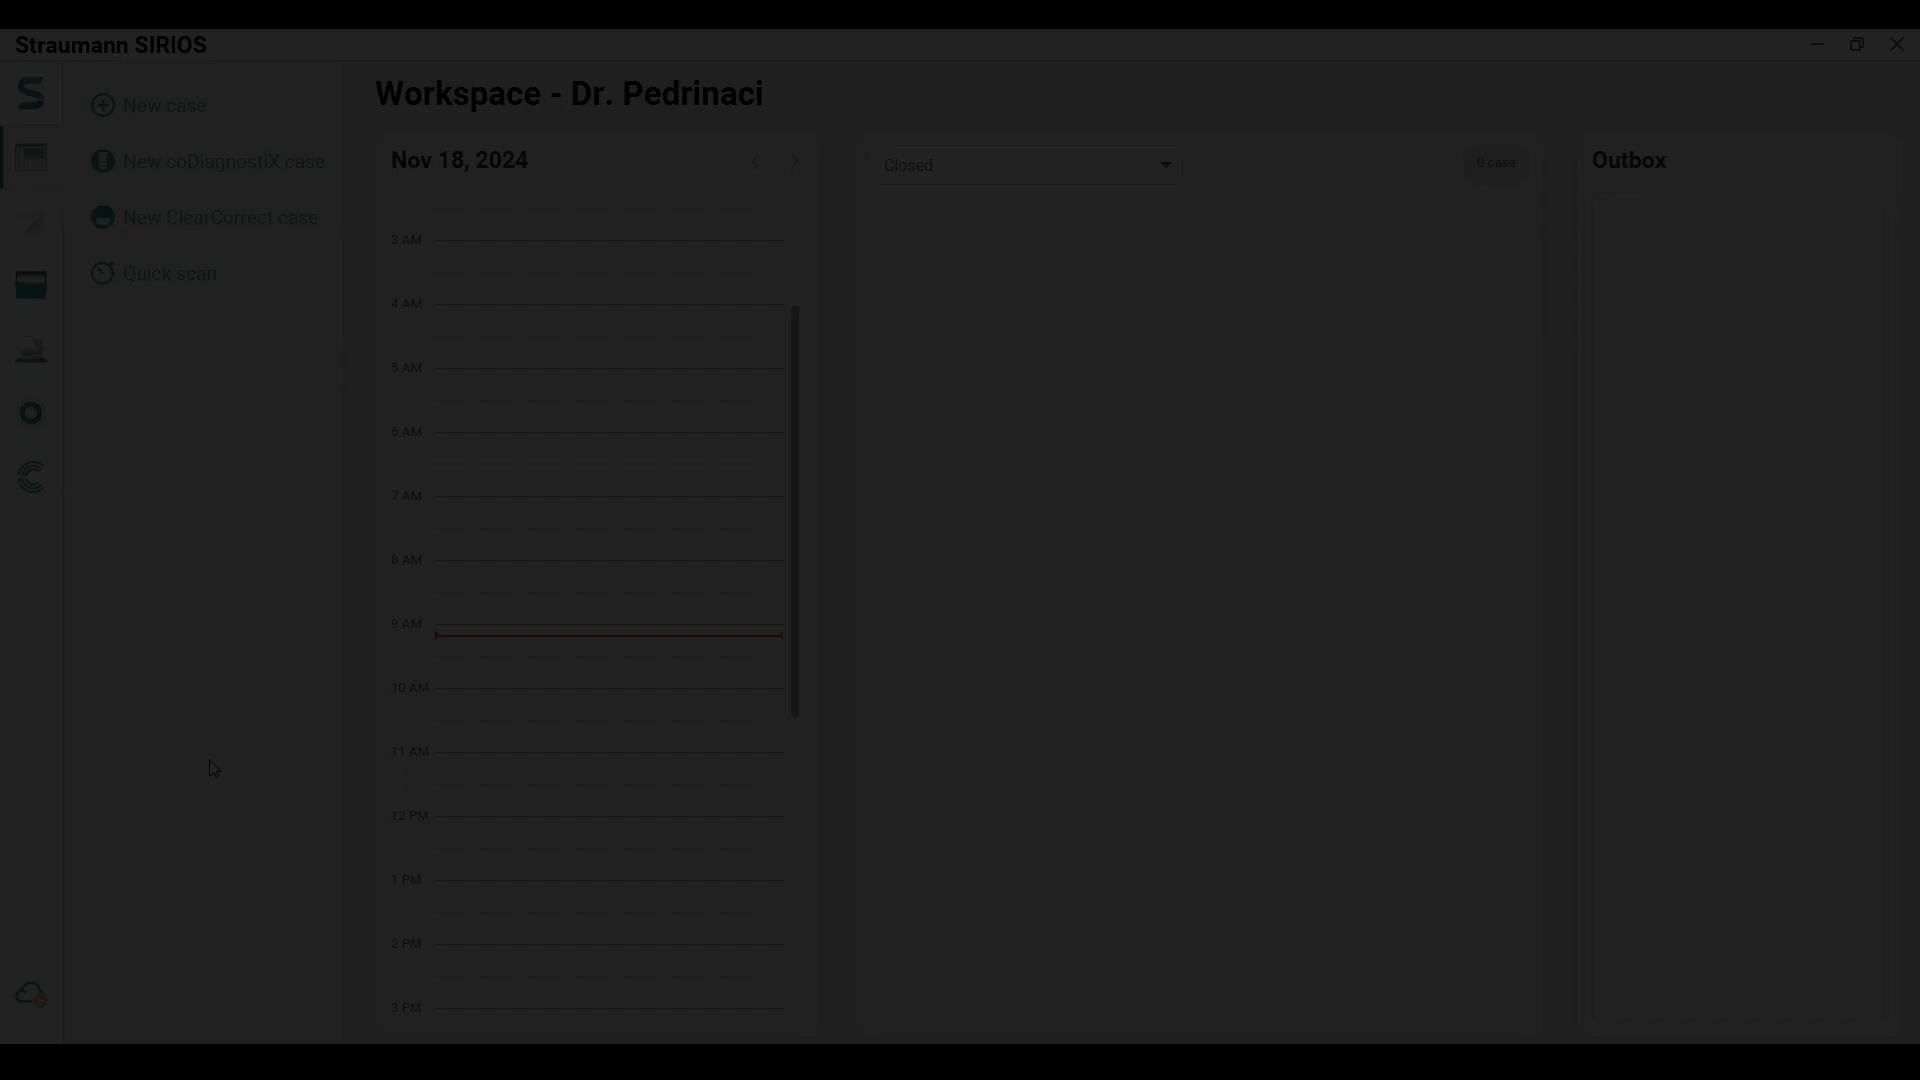 Straumann SIRIOS
Workspace - Dr. Pedrinaci
New case
New coDiagnostiX case
New ClearCorrect case
Quick scan
Nov 18, 2024
3 AM
4 AM
5 AM
6 AM
7 AM
8 AM
9 AM
10 AM
11 AM
12 PM
1 PM
2 PM
3 PM
Closed
0 case
Outbox